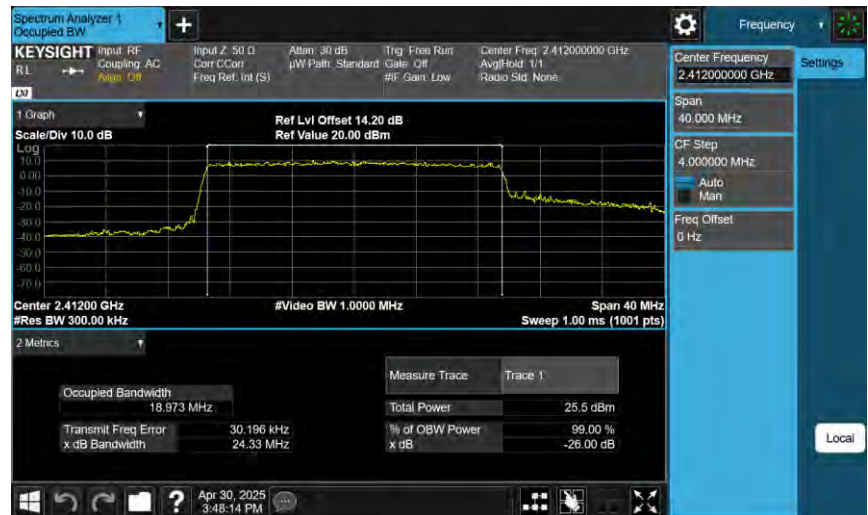 Spectrum Analyzer 1
Occupied BW
Frequency
KEYSIGHT
RL
LXI
Input: RF
Coupling: AC
Align: Off
Input Z: 50 Ω
Corr CCorr
Freq Ref: Int (S)
Atten: 30 dB
µW Path: Standard
Trig: Free Run
Gate: Off
#IF Gain: Low
Center Freq: 2.412000000 GHz
Avg|Hold: 1/1
Radio Std: None
Center Frequency
2.412000000 GHz
Settings
Span
40.000 MHz
CF Step
4.000000 MHz
Auto
Man
Freq Offset
0 Hz
1 Graph
Scale/Div 10.0 dB
Ref Lvl Offset 14.20 dB
Ref Value 20.00 dBm
Log
10.0
0.00
-10.0
-20.0
-30.0
-40.0
-50.0
-60.0
-70.0
Center 2.41200 GHz
#Res BW 300.00 kHz
#Video BW 1.0000 MHz
Span 40 MHz
Sweep 1.00 ms (1001 pts)
2 Metrics
Measure Trace Trace 1
Occupied Bandwidth
18.973 MHz
Total Power 25.5 dBm
Transmit Freq Error 30.196 kHz
% of OBW Power 99.00 %
x dB Bandwidth 24.33 MHz
x dB -26.00 dB
Local
?
Apr 30, 2025
3:48:14 PM